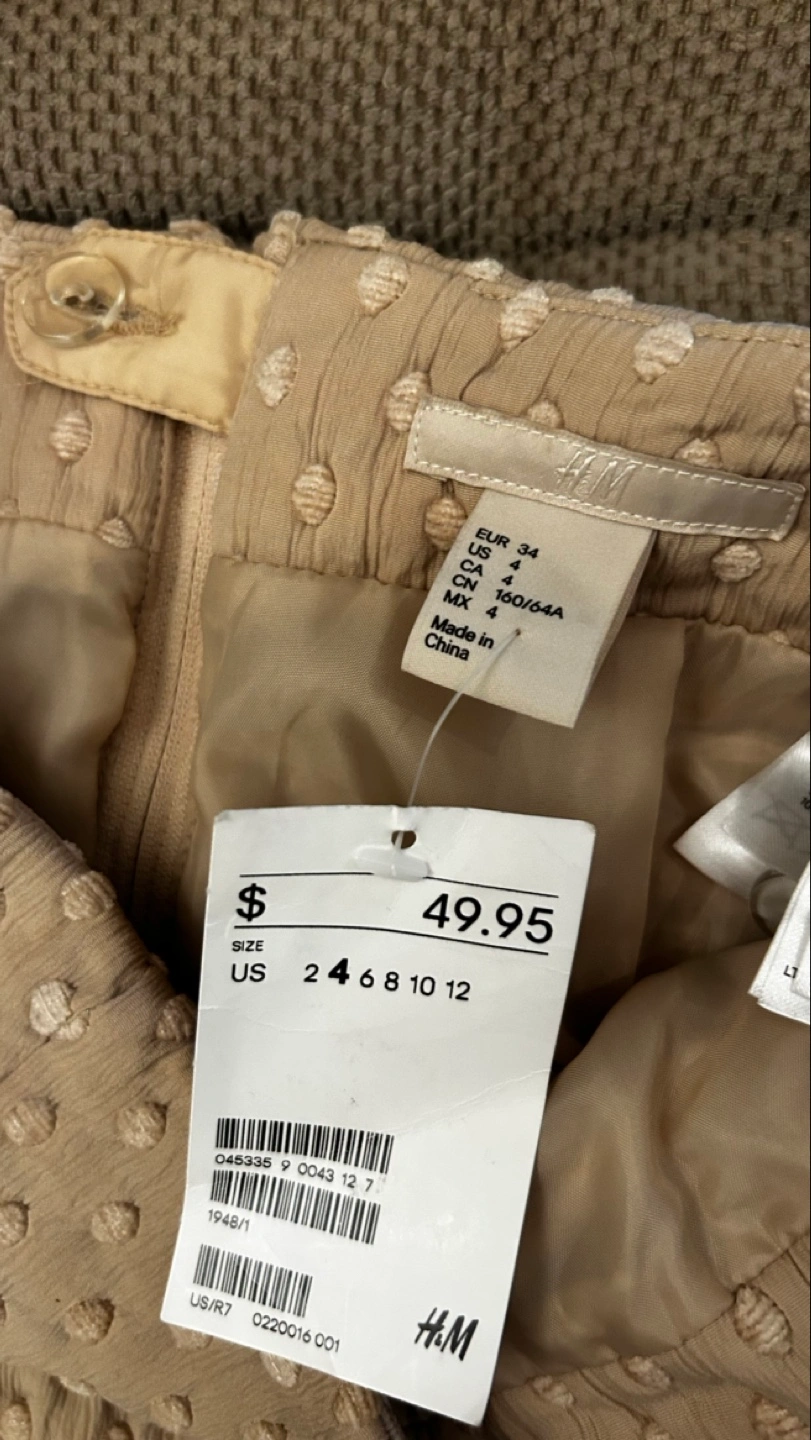 H&M
EUR 34
US 4
CA 4
CN 160/64A
MX 4
Made in
China
$ 49.95
SIZE
US 2 4 6 8 10 12
045335 9 0043 12 7
1948/1
US/R7 0220016 001
H&M